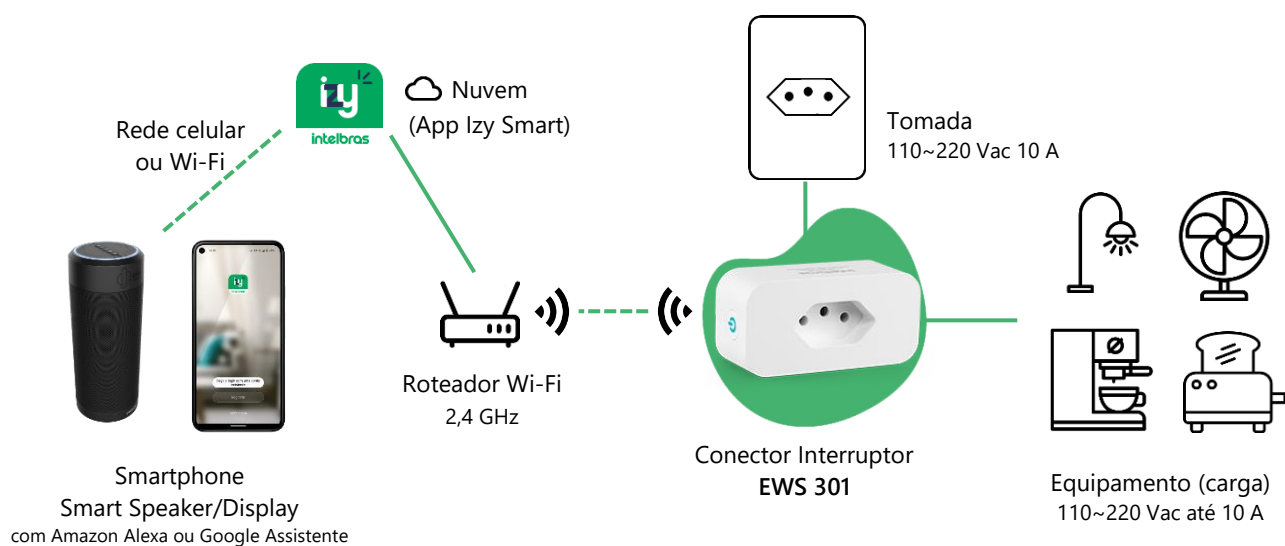 izy
intelbras
Nuvem
(App Izy Smart)
Rede celular
ou Wi-Fi
Tomada
110~220 Vac 10 A
izy
Roteador Wi-Fi
2,4 GHz
Conector Interruptor
EWS 301
Smartphone
Smart Speaker/Display
com Amazon Alexa ou Google Assistente
Equipamento (carga)
110~220 Vac até 10 A